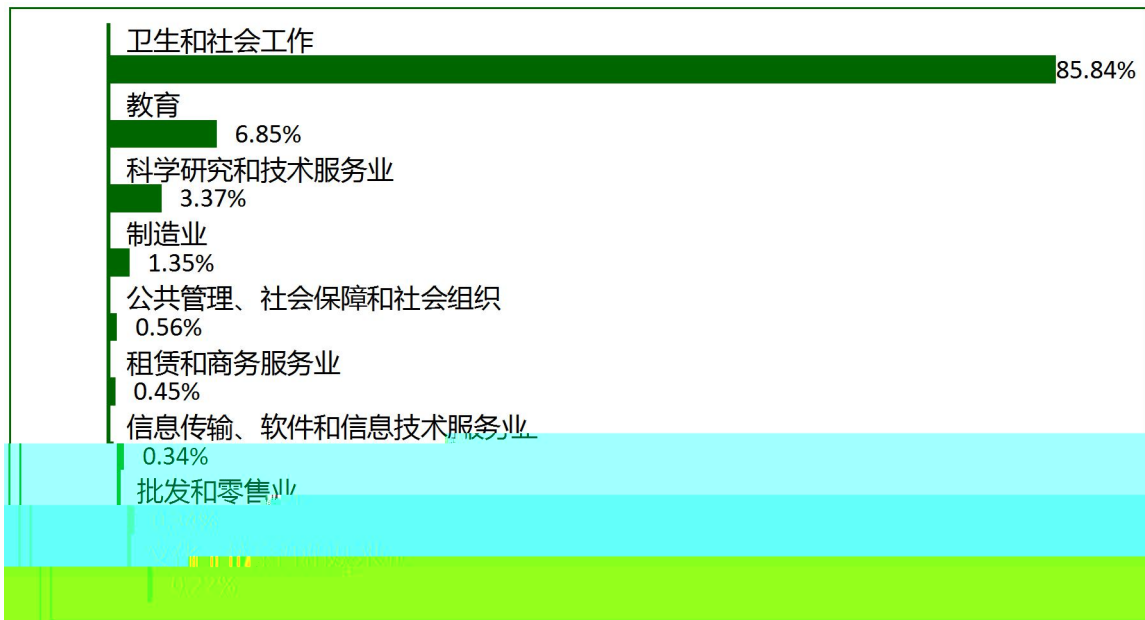 卫生和社会工作
85.84%
教育
6.85%
科学研究和技术服务业
3.37%
制造业
1.35%
公共管理、社会保障和社会组织
0.56%
租赁和商务服务业
0.45%
信息传输、软件和信息技术服务业
0.34%
批发和零售业